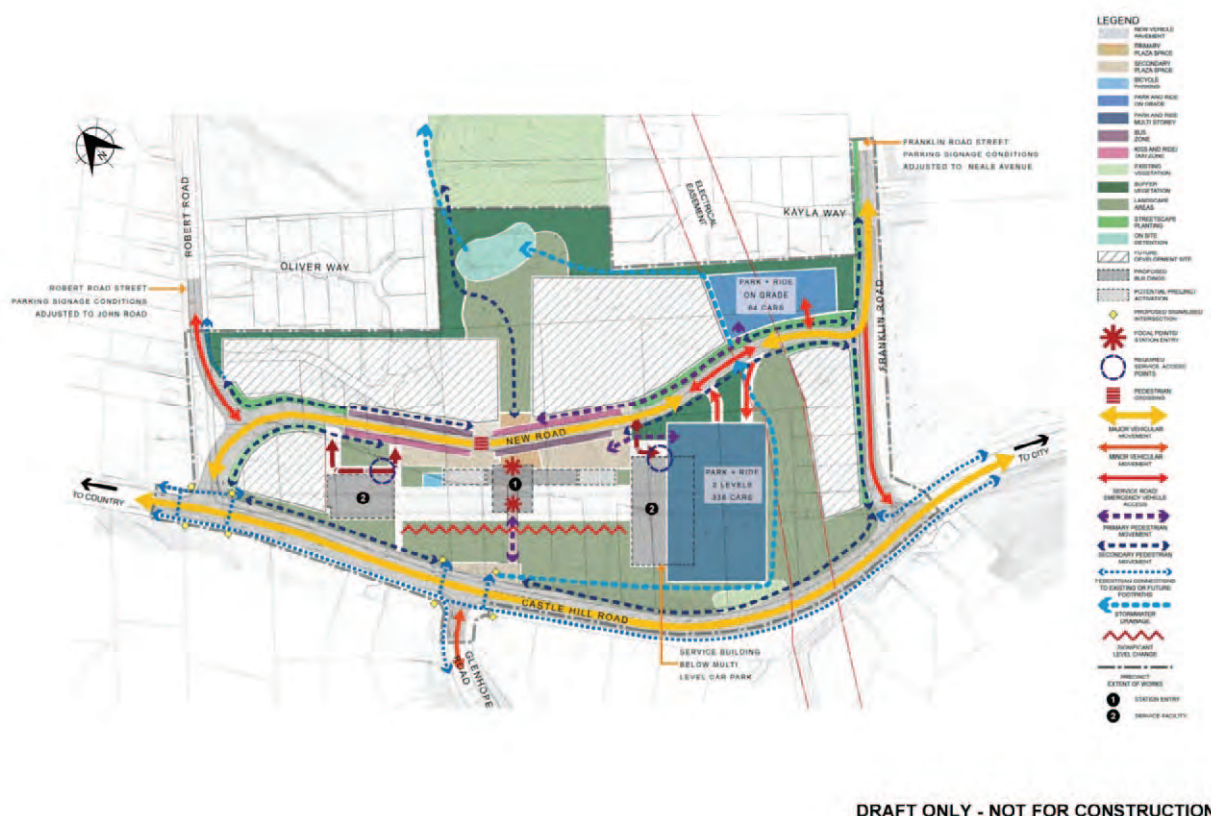 LEGEND
NEW VEHICLE
PAVEMENT
PRIMARY
PLAZA SPACE
SECONDARY
PLAZA SPACE
BICYCLE
PARKING
PARK AND RIDE
ON GRADE
PARK AND RIDE
MULTI STOREY
BUS
ZONE
KISS AND RIDE/
TAXI ZONE
EXISTING
VEGETATION
BUFFER
VEGETATION
LANDSCAPE
AREAS
STREETSCAPE
PLANTING
ON SITE
DETENTION
FUTURE
DEVELOPMENT SITE
PROPOSED
BUILDINGS
POTENTIAL PRECINCT
ACTIVATION
PROPOSED SIGNALISED
INTERSECTION
FOCAL POINTS/
STATION ENTRY
REQUIRED
SERVICE ACCESS
POINTS
PEDESTRIAN
CROSSING
MAJOR VEHICULAR
MOVEMENT
MINOR VEHICULAR
MOVEMENT
SERVICE ROAD/
EMERGENCY VEHICLE
ACCESS
PRIMARY PEDESTRIAN
MOVEMENT
SECONDARY PEDESTRIAN
MOVEMENT
PEDESTRIAN CONNECTIONS
TO EXISTING OR FUTURE
FOOTPATHS
STORMWATER
DRAINAGE
SIGNIFICANT
LEVEL CHANGE
PRECINCT
EXTENT OF WORKS
1 STATION ENTRY
2 SERVICE FACILITY
N
FRANKLIN ROAD STREET
PARKING SIGNAGE CONDITIONS
ADJUSTED TO NEALE AVENUE
ELECTRICAL
EASEMENT
KAYLA WAY
ROBERT ROAD
OLIVER WAY
ROBERT ROAD STREET
PARKING SIGNAGE CONDITIONS
ADJUSTED TO JOHN ROAD
PARK + RIDE
ON GRADE
64 CARS
FRANKLIN ROAD
NEW ROAD
TO CITY
TO COUNTRY
PARK + RIDE
2 LEVELS
336 CARS
1
2
2
CASTLE HILL ROAD
GLENHOPE
ROAD
SERVICE BUILDING
BELOW MULTI
LEVEL CAR PARK
DRAFT ONLY - NOT FOR CONSTRUCTION